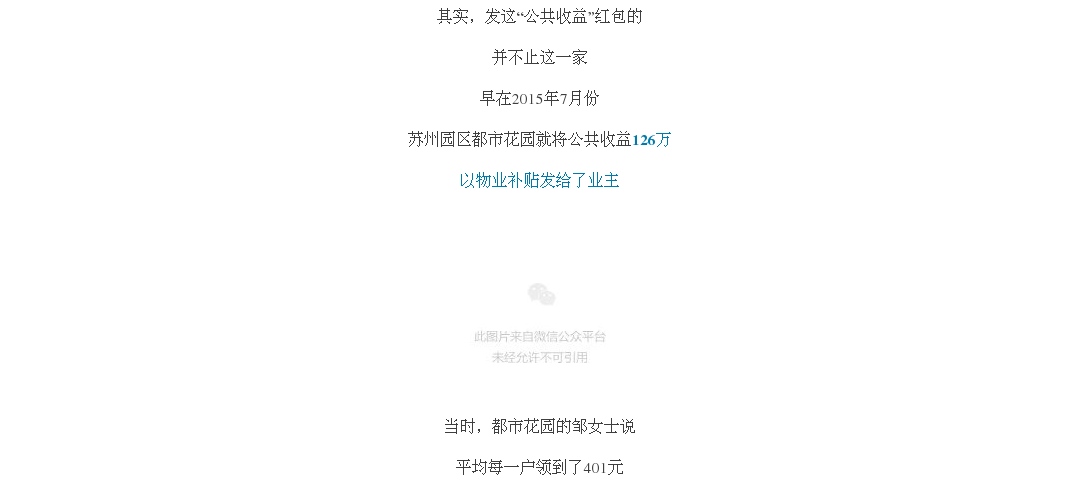 其实，发这“公共收益”红包的
并不止这一家
早在2015年7月份
苏州园区都市花园就将公共收益126万
以物业补贴发给了业主
此图片来自微信公众平台
未经允许不可引用
当时，都市花园的邹女士说
平均每一户领到了401元